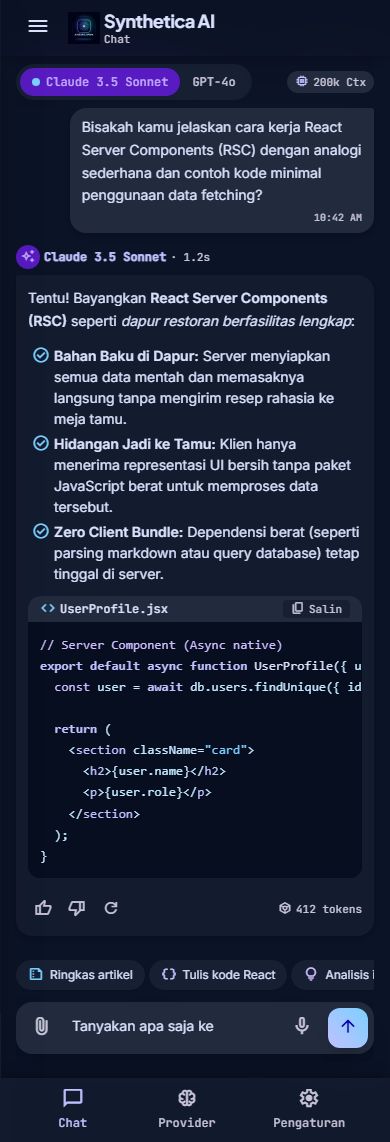 Synthetica AI
Chat
Claude 3.5 Sonnet GPT-4o 200k Ctx
Bisakah kamu jelaskan cara kerja React
Server Components (RSC) dengan analogi
sederhana dan contoh kode minimal
penggunaan data fetching?
10:42 AM
Claude 3.5 Sonnet · 1.2s
Tentu! Bayangkan React Server Components
(RSC) seperti dapur restoran berfasilitas lengkap:
Bahan Baku di Dapur: Server menyiapkan
semua data mentah dan memasaknya
langsung tanpa mengirim resep rahasia ke
meja tamu.
Hidangan Jadi ke Tamu: Klien hanya
menerima representasi UI bersih tanpa paket
JavaScript berat untuk memproses data
tersebut.
Zero Client Bundle: Dependensi berat (seperti
parsing markdown atau query database) tetap
tinggal di server.
<> UserProfile.jsx Salin
// Server Component (Async native)
export default async function UserProfile({ u
const user = await db.users.findUnique({ id
return (
<section className="card">
<h2>{user.name}</h2>
<p>{user.role}</p>
</section>
);
}
412 tokens
Ringkas artikel {} Tulis kode React Analisis i
Tanyakan apa saja ke
Chat Provider Pengaturan